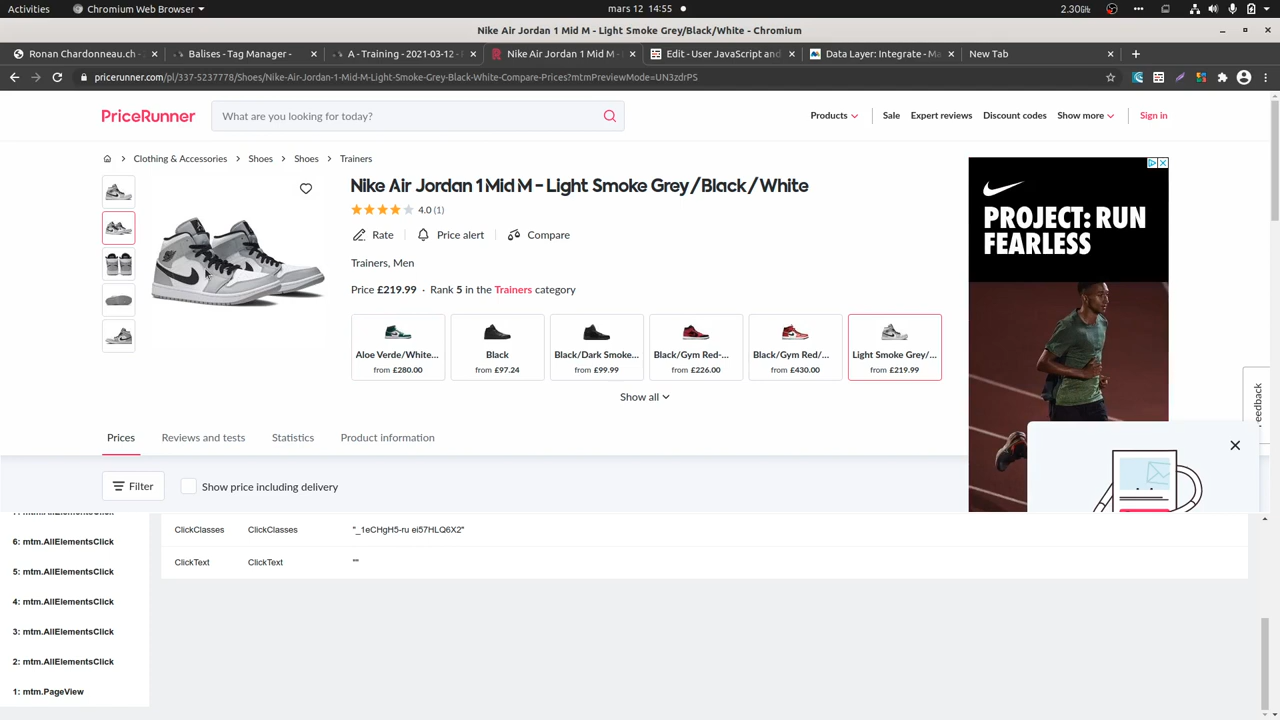 Activities
Chromium Web Browser
mars 12 14:55
2.30GHz
Nike Air Jordan 1 Mid M - Light Smoke Grey/Black/White - Chromium
Ronan Chardonneau.ch -
Balises - Tag Manager -
A - Training - 2021-03-12 -
Nike Air Jordan 1 Mid M -
Edit - User JavaScript and
Data Layer: Integrate - Ma
New Tab
pricerunner.com/pl/337-5237778/Shoes/Nike-Air-Jordan-1-Mid-M-Light-Smoke-Grey-Black-White-Compare-Prices?mtmPreviewMode=UN3zdrPS
PriceRunner
What are you looking for today?
Products
Sale
Expert reviews
Discount codes
Show more
Sign in
Clothing & Accessories
Shoes
Shoes
Trainers
Nike Air Jordan 1 Mid M - Light Smoke Grey/Black/White
4.0 (1)
Rate
Price alert
Compare
Trainers, Men
Price £219.99 · Rank 5 in the Trainers category
Aloe Verde/White...
from £280.00
Black
from £97.24
Black/Dark Smoke...
from £99.99
Black/Gym Red-...
from £226.00
Black/Gym Red/...
from £430.00
Light Smoke Grey/...
from £219.99
Show all
PROJECT: RUN
FEARLESS
Prices
Reviews and tests
Statistics
Product information
Filter
Show price including delivery
ClickClasses
ClickClasses
"_1eCHgH5-ru ei57HLQ6X2"
ClickText
ClickText
""
6: mtm.AllElementsClick
5: mtm.AllElementsClick
4: mtm.AllElementsClick
3: mtm.AllElementsClick
2: mtm.AllElementsClick
1: mtm.PageView